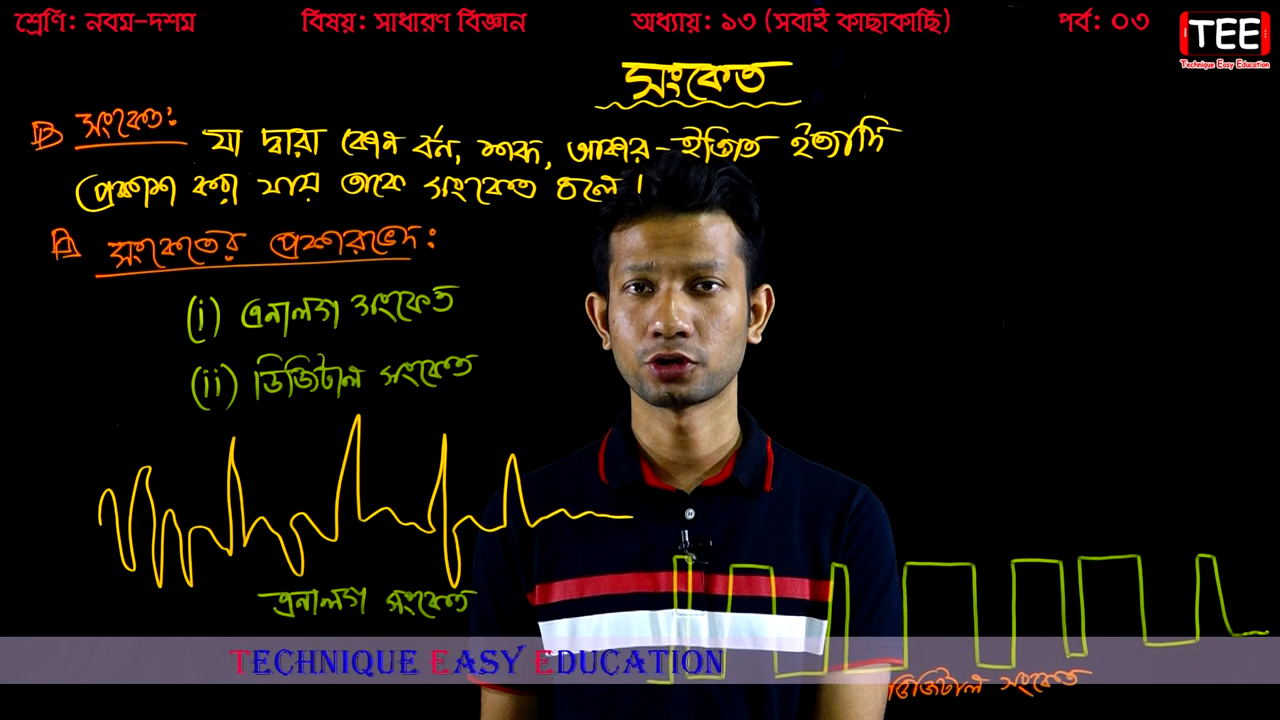 শ্রেণি: নবম-দশম বিষয়: সাধারণ বিজ্ঞান অধ্যায়: ১৩ (সবাই কাছাকাছি) পর্ব: ০৩
TEE
Technique Easy Education
সংকেত
সংকেত:
যা দ্বারা কোন বর্ন, শব্দ, আকার-ইঙ্গিত ইত্যাদি
প্রকাশ করা যায় তাকে সংকেত বলে।
সংকেতের প্রকারভেদ:
(i) এনালগ সংকেত
(ii) ডিজিটাল সংকেত
এনালগ সংকেত
TECHNIQUE EASY EDUCATION
ডিজিটাল সংকেত